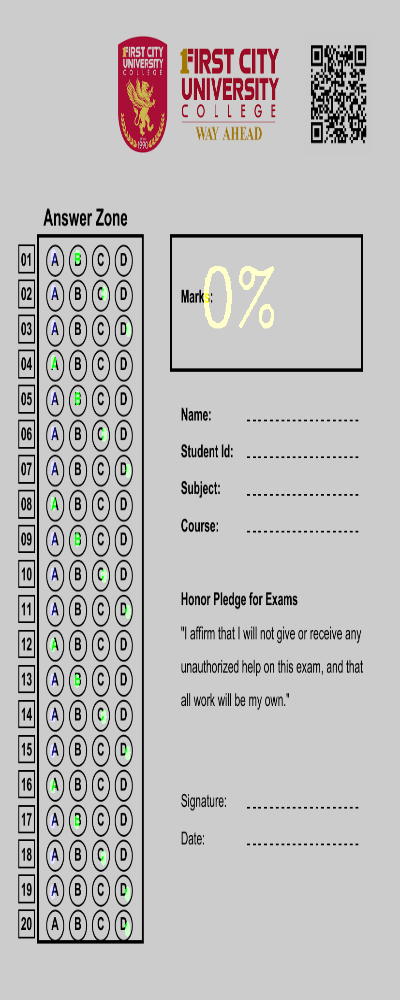 FIRST CITY
UNIVERSITY
COLLEGE
1990
FIRST CITY
UNIVERSITY
COLLEGE
WAY AHEAD
Answer Zone
01 A B C D
02 A B C D
03 A B C D
04 A B C D
05 A B C D
06 A B C D
07 A B C D
08 A B C D
09 A B C D
10 A B C D
11 A B C D
12 A B C D
13 A B C D
14 A B C D
15 A B C D
16 A B C D
17 A B C D
18 A B C D
19 A B C D
20 A B C D
Marks: 0%
Name:
Student Id:
Subject:
Course:
Honor Pledge for Exams
"I affirm that I will not give or receive any
unauthorized help on this exam, and that
all work will be my own."
Signature:
Date: